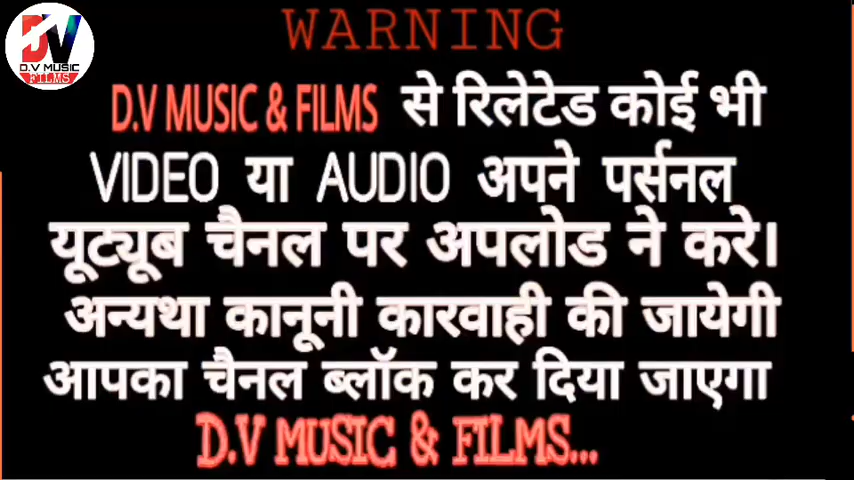 DV
D.V MUSIC
FILMS
WARNING
D.V MUSIC & FILMS से रिलेटेड कोई भी
VIDEO या AUDIO अपने पर्सनल
यूट्यूब चैनल पर अपलोड ने करे।
अन्यथा कानूनी कारवाही की जायेगी
आपका चैनल ब्लॉक कर दिया जाएगा
D.V MUSIC & FILMS...